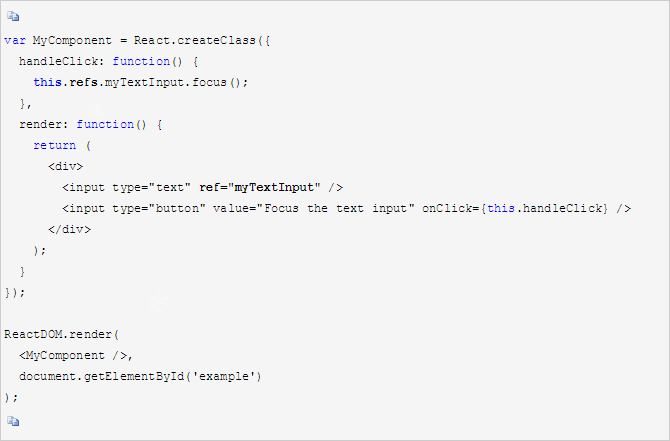 var MyComponent = React.createClass({
  handleClick: function() {
    this.refs.myTextInput.focus();
  },
  render: function() {
    return (
      <div>
        <input type="text" ref="myTextInput" />
        <input type="button" value="Focus the text input" onClick={this.handleClick} />
      </div>
    );
  }
});

ReactDOM.render(
  <MyComponent />,
  document.getElementById('example')
);